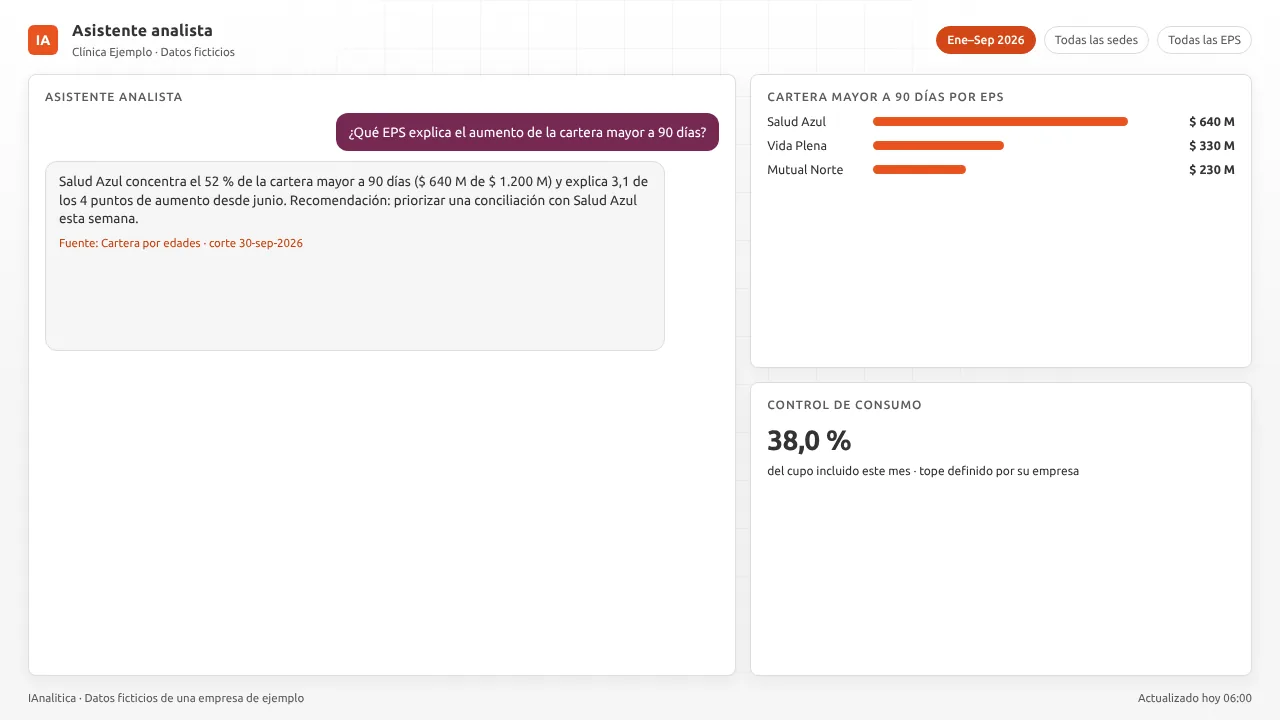 IA
Asistente analista
Clínica Ejemplo · Datos ficticios
Ene–Sep 2026
Todas las sedes
Todas las EPS
ASISTENTE ANALISTA
¿Qué EPS explica el aumento de la cartera mayor a 90 días?
Salud Azul concentra el 52 % de la cartera mayor a 90 días ($ 640 M de $ 1.200 M) y explica 3,1 de
los 4 puntos de aumento desde junio. Recomendación: priorizar una conciliación con Salud Azul
esta semana.
Fuente: Cartera por edades · corte 30-sep-2026
CARTERA MAYOR A 90 DÍAS POR EPS
Salud Azul $ 640 M
Vida Plena $ 330 M
Mutual Norte $ 230 M
CONTROL DE CONSUMO
38,0 %
del cupo incluido este mes · tope definido por su empresa
IAnalítica · Datos ficticios de una empresa de ejemplo
Actualizado hoy 06:00